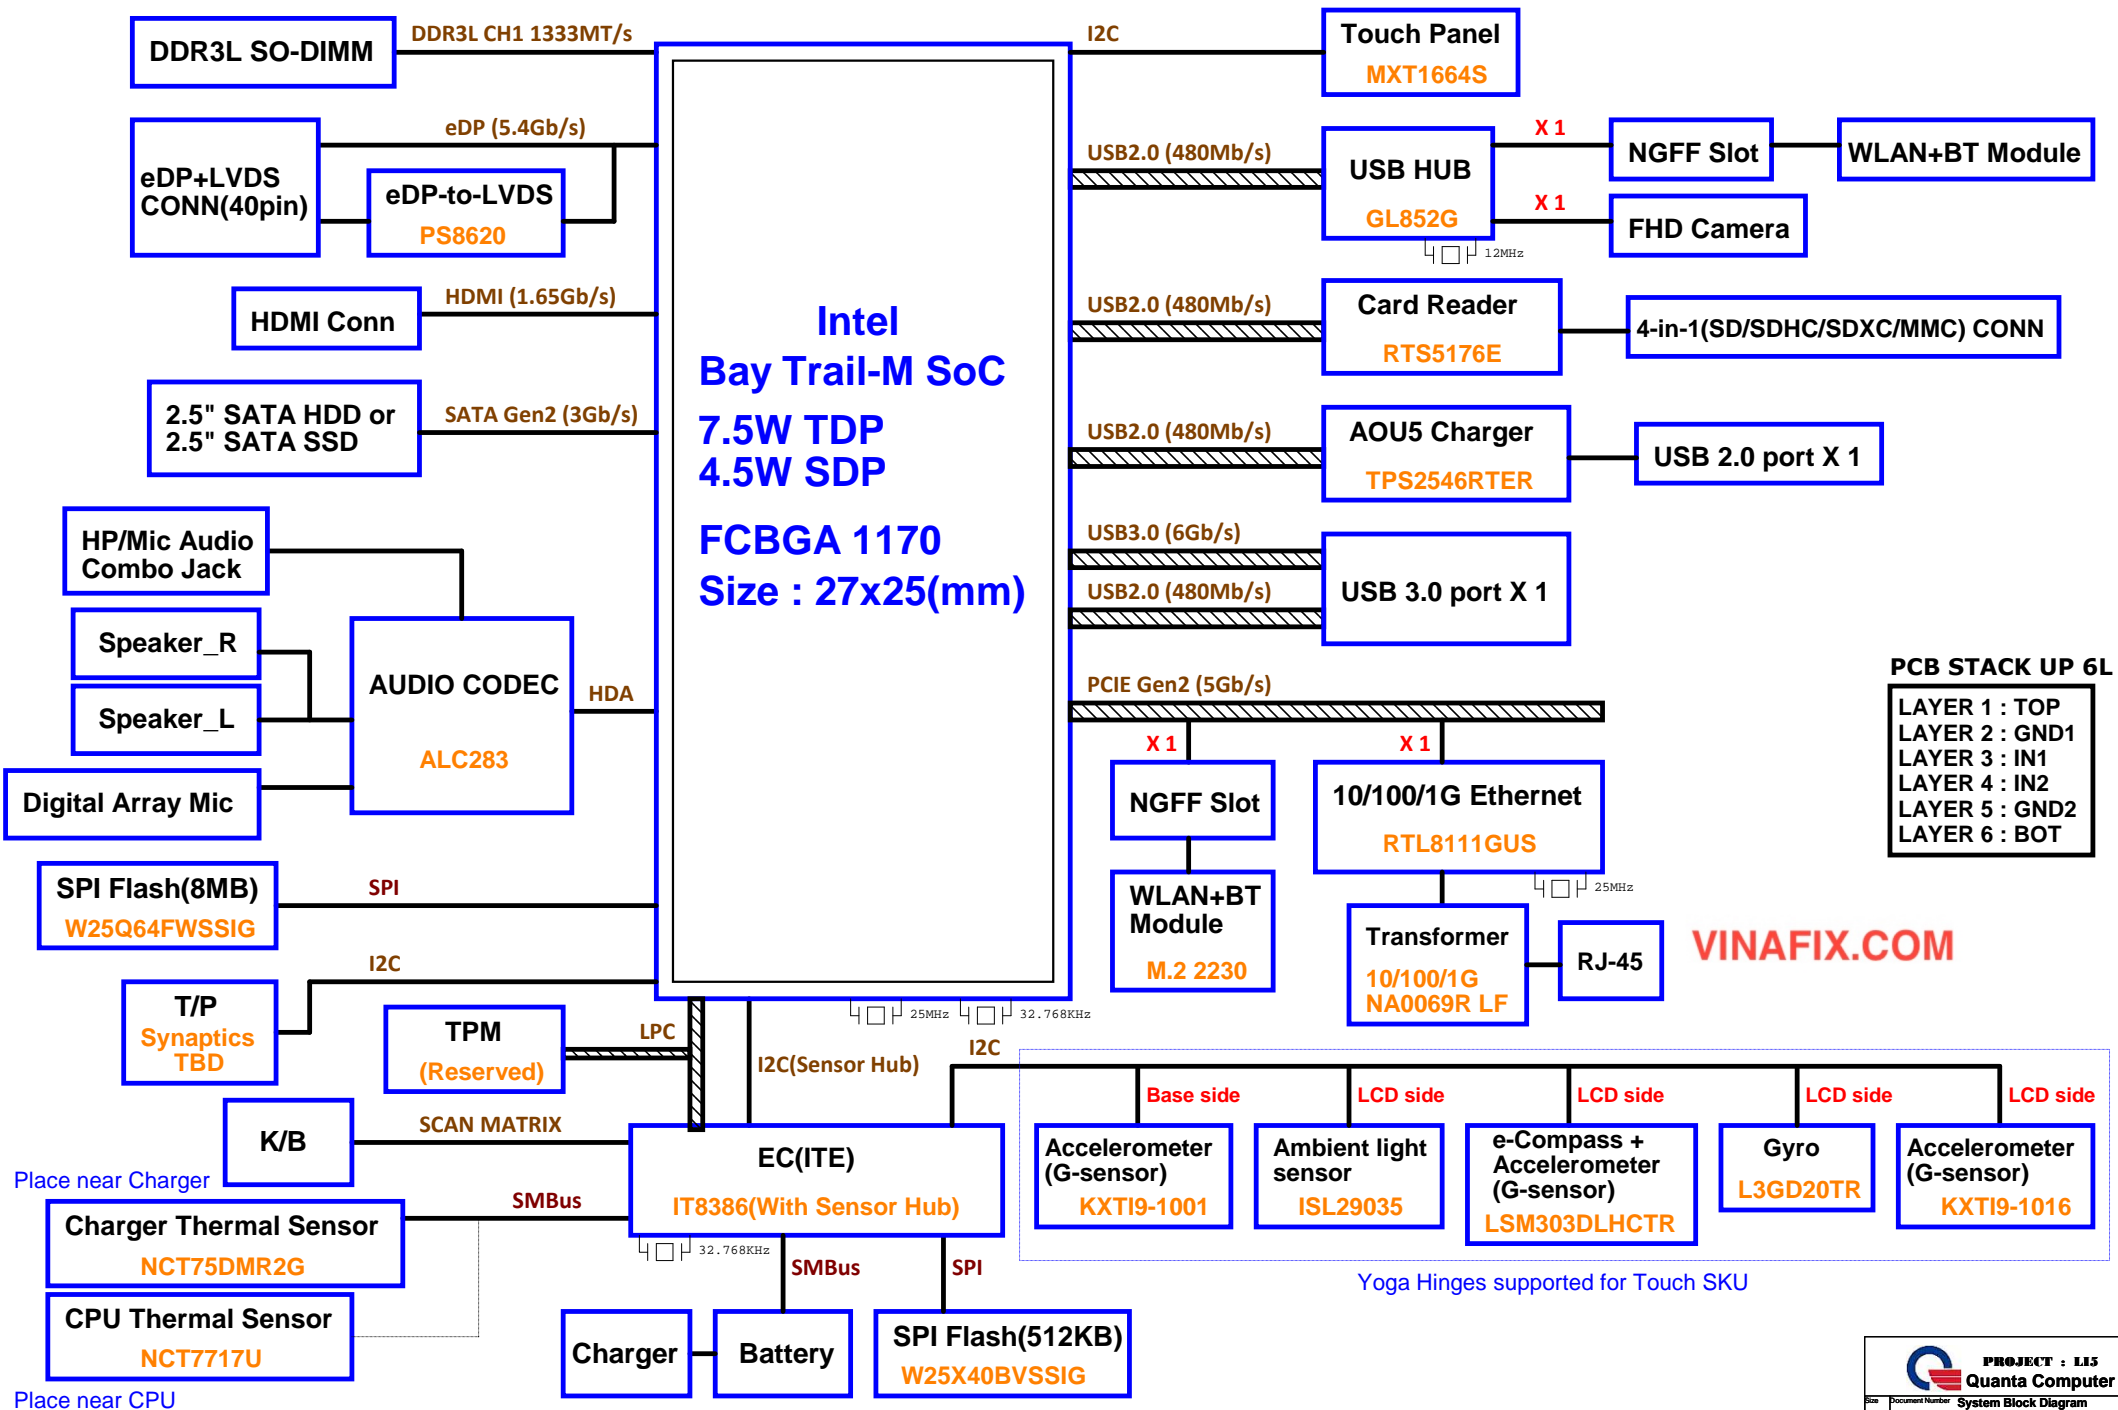 DDR3L SO-DIMM
DDR3L CH1 1333MT/s
eDP+LVDS
CONN(40pin)
eDP (5.4Gb/s)
eDP-to-LVDS
PS8620
HDMI Conn
HDMI (1.65Gb/s)
2.5" SATA HDD or
2.5" SATA SSD
SATA Gen2 (3Gb/s)
HP/Mic Audio
Combo Jack
Speaker_R
Speaker_L
Digital Array Mic
AUDIO CODEC
ALC283
HDA
SPI Flash(8MB)
W25Q64FWSSIG
SPI
T/P
Synaptics
TBD
I2C
TPM
(Reserved)
LPC
I2C(Sensor Hub)
Intel
Bay Trail-M SoC
7.5W TDP
4.5W SDP
FCBGA 1170
Size : 27x25(mm)
25MHz
32.768KHz
I2C
Touch Panel
MXT1664S
USB2.0 (480Mb/s)
USB HUB
GL852G
12MHz
X 1
NGFF Slot
WLAN+BT Module
X 1
FHD Camera
USB2.0 (480Mb/s)
Card Reader
RTS5176E
4-in-1(SD/SDHC/SDXC/MMC) CONN
USB2.0 (480Mb/s)
AOU5 Charger
TPS2546RTER
USB 2.0 port X 1
USB3.0 (6Gb/s)
USB2.0 (480Mb/s)
USB 3.0 port X 1
PCIE Gen2 (5Gb/s)
X 1
NGFF Slot
WLAN+BT
Module
M.2 2230
X 1
10/100/1G Ethernet
RTL8111GUS
25MHz
Transformer
10/100/1G
NA0069R LF
RJ-45
PCB STACK UP 6L
LAYER 1 : TOP
LAYER 2 : GND1
LAYER 3 : IN1
LAYER 4 : IN2
LAYER 5 : GND2
LAYER 6 : BOT
VINAFIX.COM
K/B
SCAN MATRIX
Place near Charger
Charger Thermal Sensor
NCT75DMR2G
SMBus
CPU Thermal Sensor
NCT7717U
Place near CPU
EC(ITE)
IT8386(With Sensor Hub)
32.768KHz
SMBus
SPI
Charger
Battery
SPI Flash(512KB)
W25X40BVSSIG
I2C
Base side
LCD side
LCD side
LCD side
LCD side
Accelerometer
(G-sensor)
KXTI9-1001
Ambient light
sensor
ISL29035
e-Compass +
Accelerometer
(G-sensor)
LSM303DLHCTR
Gyro
L3GD20TR
Accelerometer
(G-sensor)
KXTI9-1016
Yoga Hinges supported for Touch SKU
PROJECT : LI5
Quanta Computer
Size
Document Number
System Block Diagram